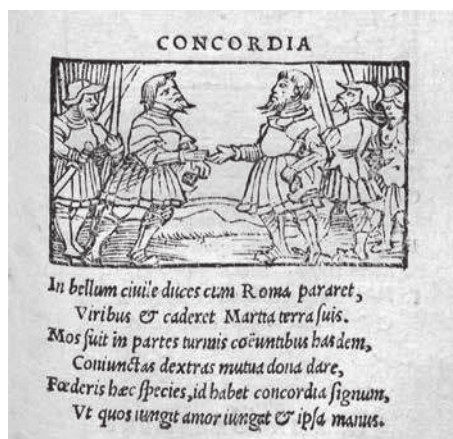 CONCORDIA
In bellum ciuile duces cum Roma pararet,
Viribus & caderet Martia terra suis.
Mos fuit in partes turmis coëuntibus hasdem,
Coniunctas dextras mutua dona dare,
Fœderis hæc species, id habet concordia signum,
Vt quos iungit amor iungat & ipsa manus.